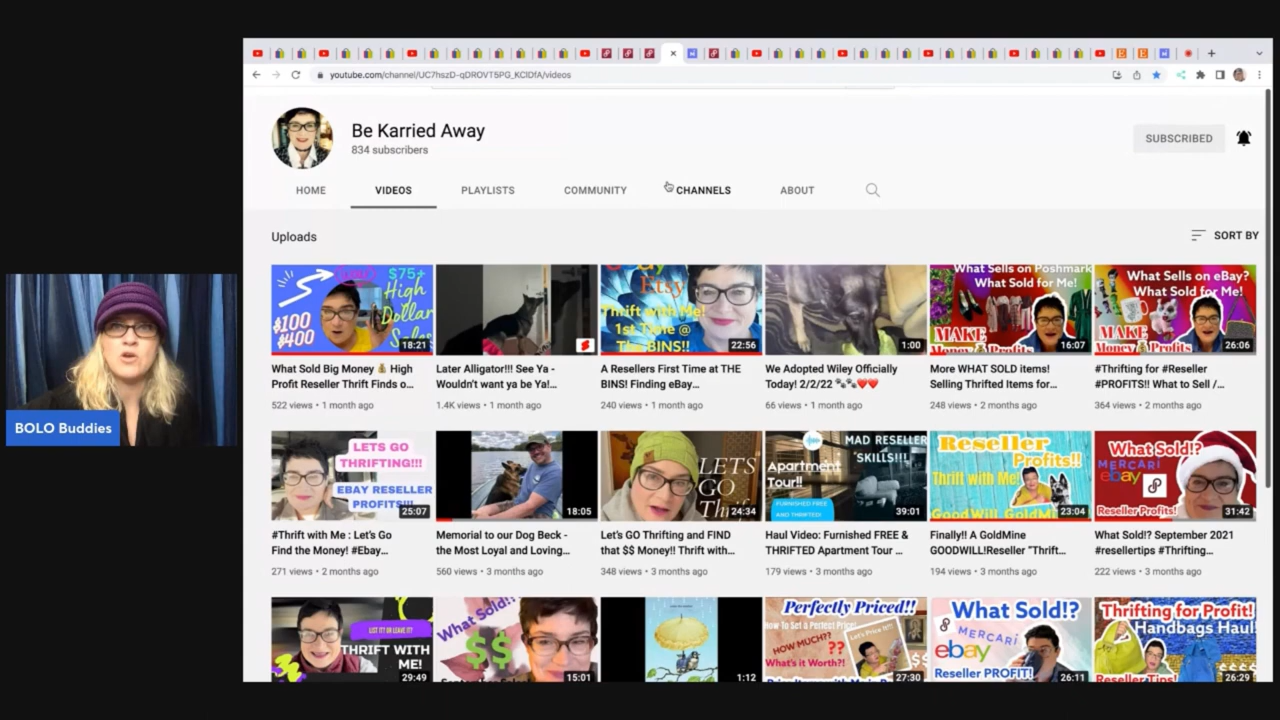 youtube.com/channel/UC7hszD-qDROVT5PG_KCIDfA/videos
Be Karried Away
834 subscribers
SUBSCRIBED
HOME
VIDEOS
PLAYLISTS
COMMUNITY
CHANNELS
ABOUT
Uploads
SORT BY
$75+
High
Dollar
$100
$400
18:21
Etsy
Thrift with Me!
1st Time @
The BINS!!
22:56
1:00
What Sells on Poshmark
What Sold for Me!
MAKE
Money $ Profits
16:07
What Sells on eBay?
What Sold for Me!
MAKE
Money $ Profits
26:06
What Sold Big Money 💰 High
Profit Reseller Thrift Finds o...
522 views • 1 month ago
Later Alligator!!! See Ya -
Wouldn't want ya be Ya!...
1.4K views • 1 month ago
A Resellers First Time at THE
BINS! Finding eBay...
240 views • 1 month ago
We Adopted Wiley Officially
Today! 2/2/22 🐾🐾❤️❤️
66 views • 1 month ago
More WHAT SOLD items!
Selling Thrifted Items for...
248 views • 2 months ago
#Thrifting for #Reseller
#PROFITS!! What to Sell /...
364 views • 2 months ago
BOLO Buddies
LETS GO
THRIFTING!!!
EBAY RESELLER
PROFITS!!!
25:07
18:05
LETS
GO
Thrift
24:34
Apartment
Tour!!
MAD RESELLER
SKILLS!!!
FURNISHED FREE
AND THRIFTED!
39:01
Reseller
Profits!!
Thrift with Me!
GoodWill GoldMine
23:04
What Sold!?
MERCARI
ebay
Reseller Profits!
31:42
#Thrift with Me : Let's Go
Find the Money! #Ebay...
271 views • 2 months ago
Memorial to our Dog Beck -
the Most Loyal and Loving...
560 views • 3 months ago
Let's GO Thrifting and FIND
that $$ Money!! Thrift with...
348 views • 3 months ago
Haul Video: Furnished FREE &
THRIFTED Apartment Tour ...
179 views • 3 months ago
Finally!! A GoldMine
GOODWILL!Reseller "Thrift...
194 views • 3 months ago
What Sold!? September 2021
#resellertips #Thrifting...
222 views • 3 months ago
LIST IT! OR LEAVE IT?
THRIFT WITH
ME!
29:49
What Sold!?
$$
15:01
1:12
Perfectly Priced!!
How To Set a Perfect Price!
HOW MUCH??
??
What's it Worth?!
Let's Price It!!
$$
27:30
What Sold!?
MERCARI
ebay
Reseller PROFIT!
26:11
Thrifting for Profit!
Handbags Haul!
Reseller Tips!
$$$$
26:29